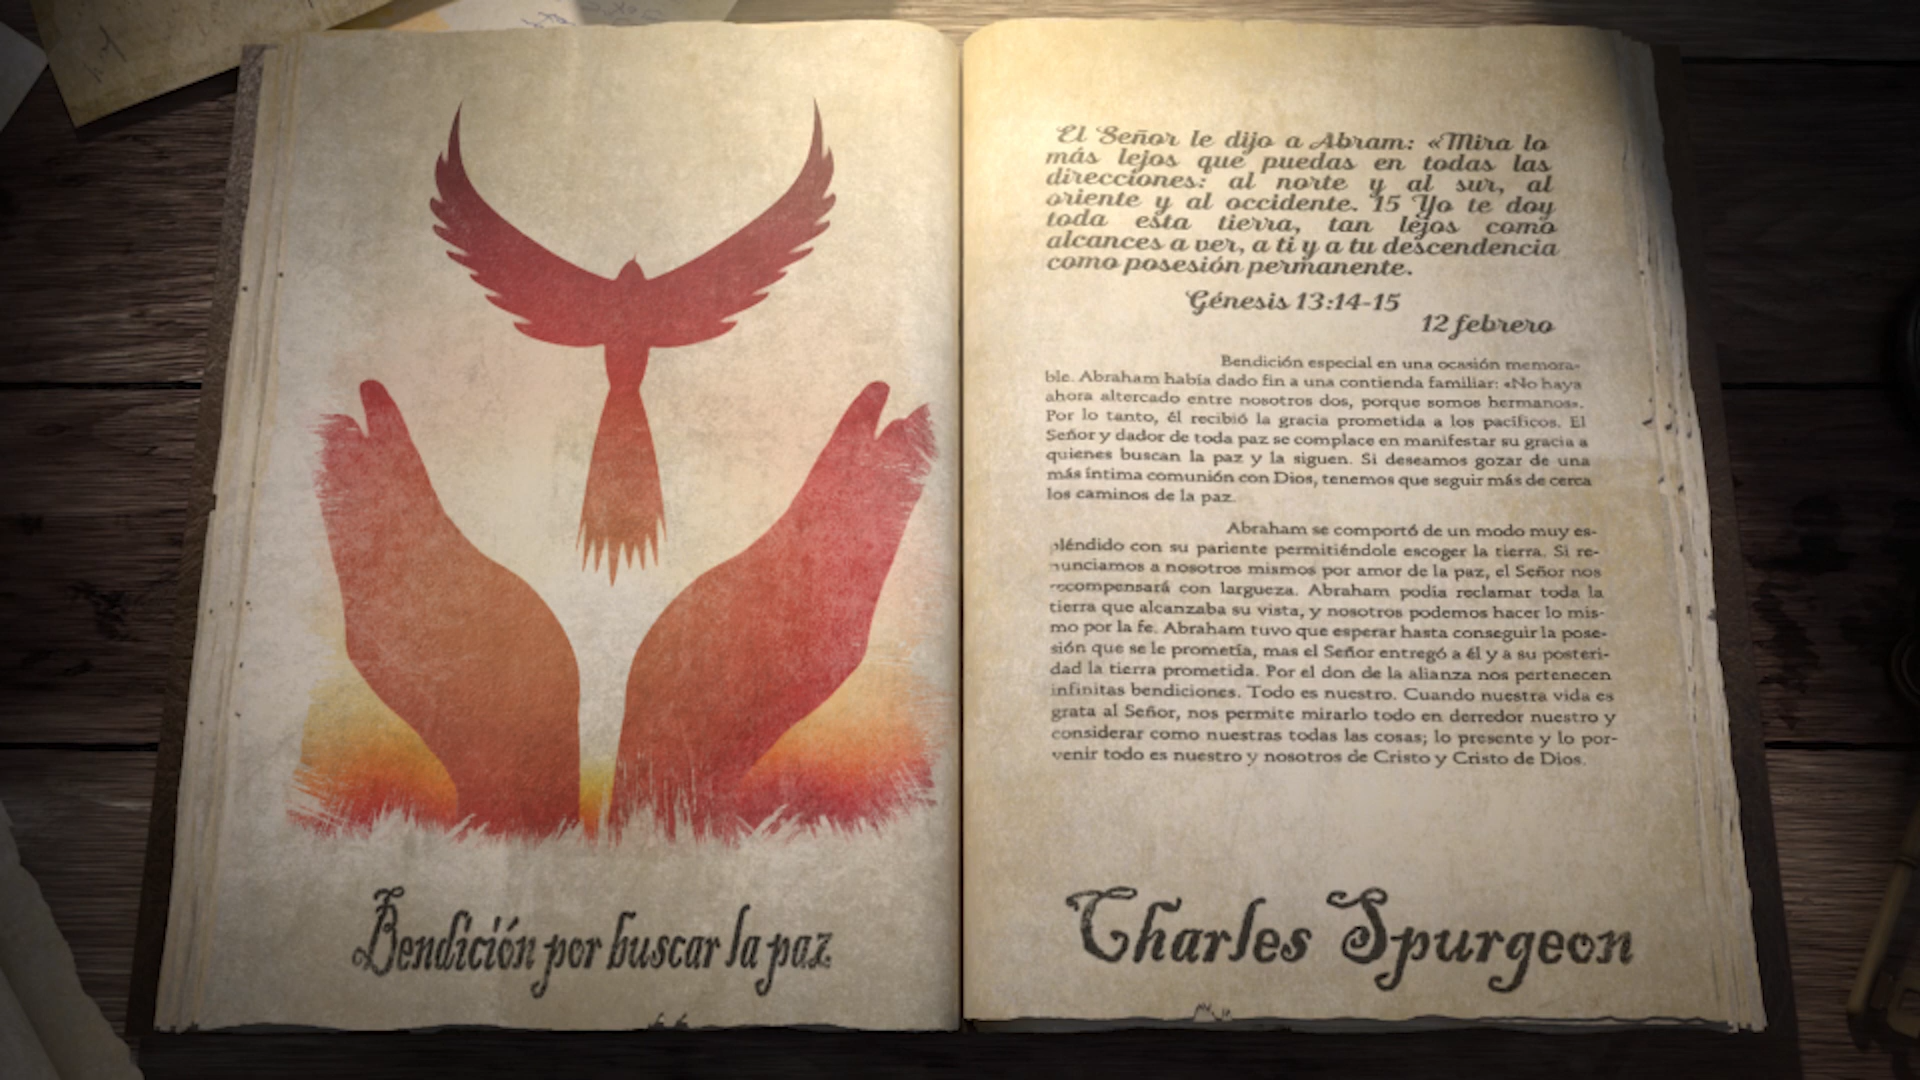 Bendición por buscar la paz
El Señor le dijo a Abram: «Mira lo
más lejos que puedas en todas las
direcciones: al norte y al sur, al
oriente y al occidente. 15 Yo te doy
toda esta tierra, tan lejos como
alcances a ver, a ti y a tu descendencia
como posesión permanente.
Génesis 13:14-15
12 febrero
Bendición especial en una ocasión memora-
ble. Abraham había dado fin a una contienda familiar: «No haya
ahora altercado entre nosotros dos, porque somos hermanos».
Por lo tanto, él recibió la gracia prometida a los pacíficos. El
Señor y dador de toda paz se complace en manifestar su gracia a
quienes buscan la paz y la siguen. Si deseamos gozar de una
más íntima comunión con Dios, tenemos que seguir más de cerca
los caminos de la paz.
Abraham se comportó de un modo muy es-
pléndido con su pariente permitiéndole escoger la tierra. Si re-
nunciamos a nosotros mismos por amor de la paz, el Señor nos
recompensará con largueza. Abraham podía reclamar toda la
tierra que alcanzaba su vista, y nosotros podemos hacer lo mis-
mo por la fe. Abraham tuvo que esperar hasta conseguir la pose-
sión que se le prometía, mas el Señor entregó a él y a su posteri-
dad la tierra prometida. Por el don de la alianza nos pertenecen
infinitas bendiciones. Todo es nuestro. Cuando nuestra vida es
grata al Señor, nos permite mirarlo todo en derredor nuestro y
considerar como nuestras todas las cosas; lo presente y lo por-
venir todo es nuestro y nosotros de Cristo y Cristo de Dios.
Charles Spurgeon